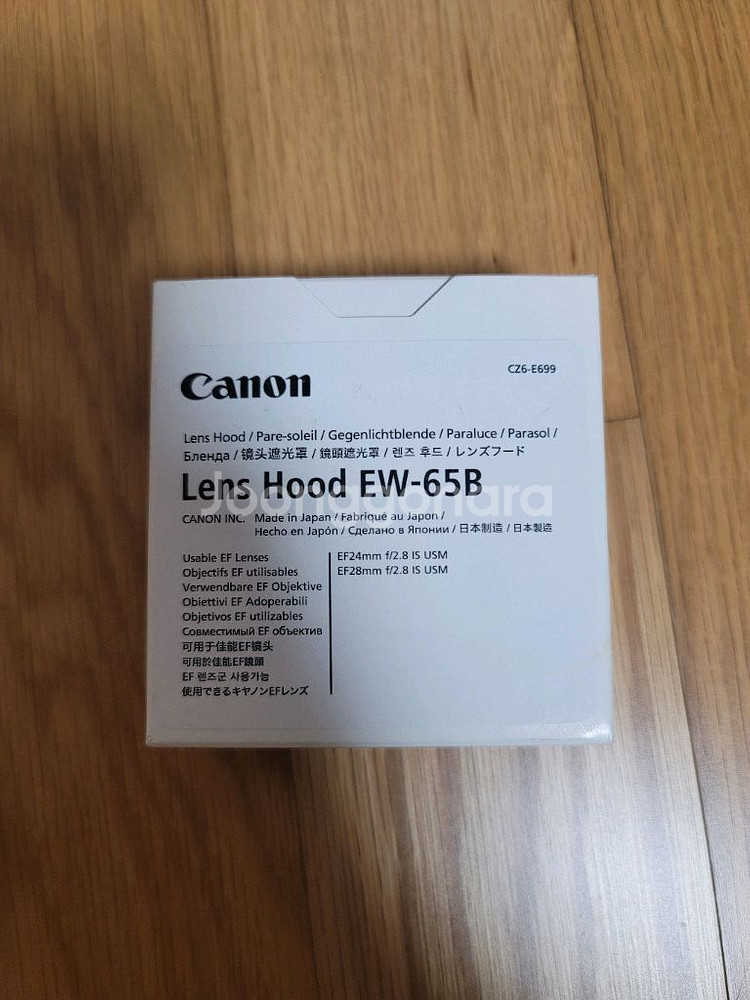 Canon
CZ6-E699
Lens Hood / Pare-soleil / Gegenlichtblende / Paraluce / Parasol /
Бленда / 镜头遮光罩 / 鏡頭遮光罩 / 렌즈 후드 / レンズフード
Lens Hood EW-65B
Joonggonara
CANON INC. Made in Japan / Fabriqué au Japon /
Hecho en Japón / Сделано в Японии / 日本制造 / 日本製造
Usable EF Lenses
Objectifs EF utilisables
Verwendbare EF Objektive
Obiettivi EF Adoperabili
Objetivos EF utilizables
Совместимый EF объектив
可用于佳能EF镜头
可用於佳能EF鏡頭
EF 렌즈군 사용가능
使用できるキヤノンEFレンズ
EF24mm f/2.8 IS USM
EF28mm f/2.8 IS USM